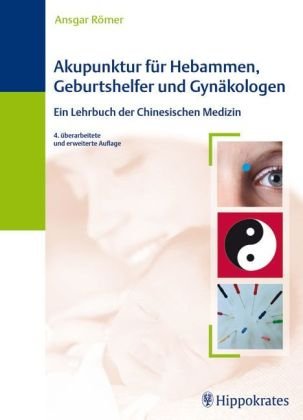 Ansgar Römer
Akupunktur für Hebammen,
Geburtshelfer und Gynäkologen
Ein Lehrbuch der Chinesischen Medizin
4. überarbeitete
und erweiterte Auflage
Hippokrates